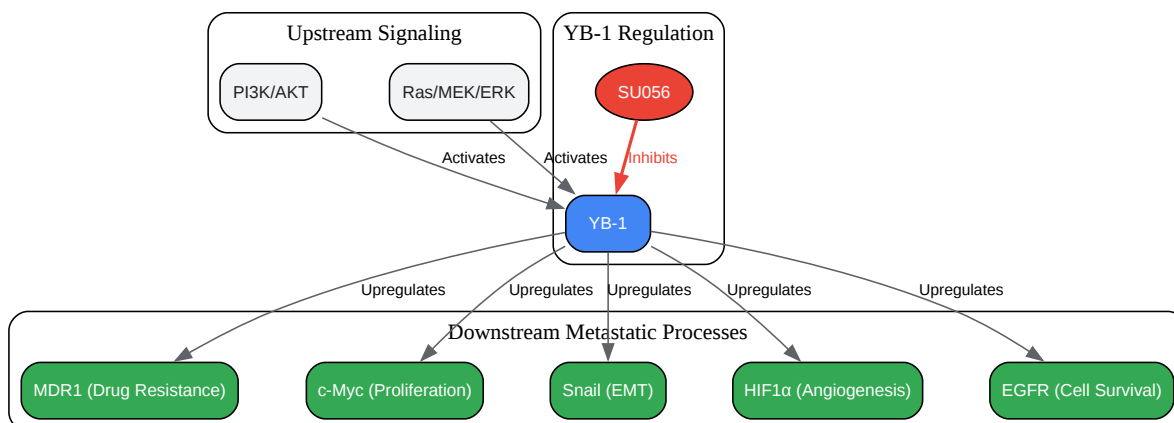 Upstream Signaling
YB-1 Regulation
PI3K/AKT
Ras/MEK/ERK
SU056
Activates
Activates
Inhibits
YB-1
Upregulates
Upregulates
Upregulates
Upregulates
Upregulates
Downstream Metastatic Processes
MDR1 (Drug Resistance)
c-Myc (Proliferation)
Snail (EMT)
HIF1α (Angiogenesis)
EGFR (Cell Survival)